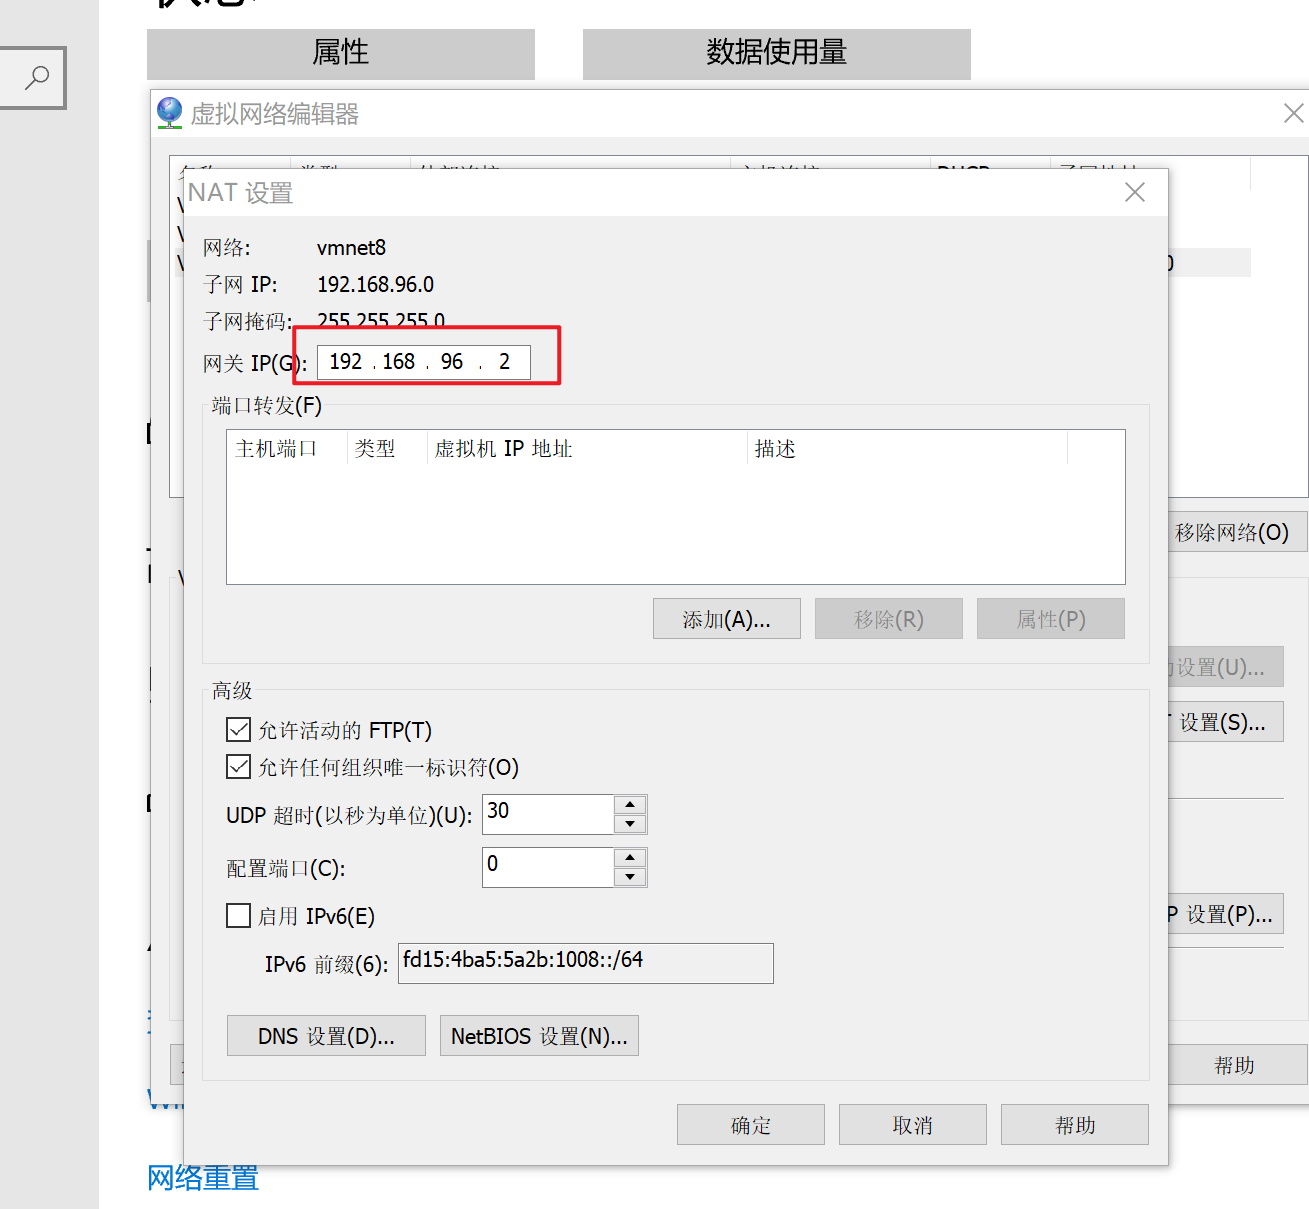 属性
数据使用量
虚拟网络编辑器
NAT 设置
网络:
vmnet8
子网 IP:
192.168.96.0
子网掩码:
255.255.255.0
网关 IP(G):
192 . 168 . 96 . 2
端口转发(F)
主机端口
类型
虚拟机 IP 地址
描述
移除网络(O)
添加(A)...
移除(R)
属性(P)
设置(U)...
设置(S)...
高级
允许活动的 FTP(T)
允许任何组织唯一标识符(O)
UDP 超时(以秒为单位)(U):
30
配置端口(C):
0
启用 IPv6(E)
P 设置(P)...
IPv6 前缀(6):
fd15:4ba5:5a2b:1008::/64
DNS 设置(D)...
NetBIOS 设置(N)...
帮助
确定
取消
帮助
网络重置